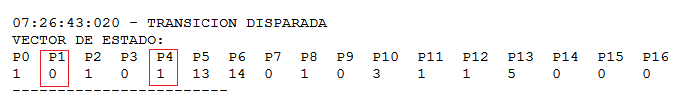 07:26:43:020 - TRANSICION DISPARADA
VECTOR DE ESTADO:
P0 P1 P2 P3 P4 P5 P6 P7 P8 P9 P10 P11 P12 P13 P14 P15 P16
1 0 1 0 1 13 14 0 1 0 3 1 1 5 0 0 0
------------------------